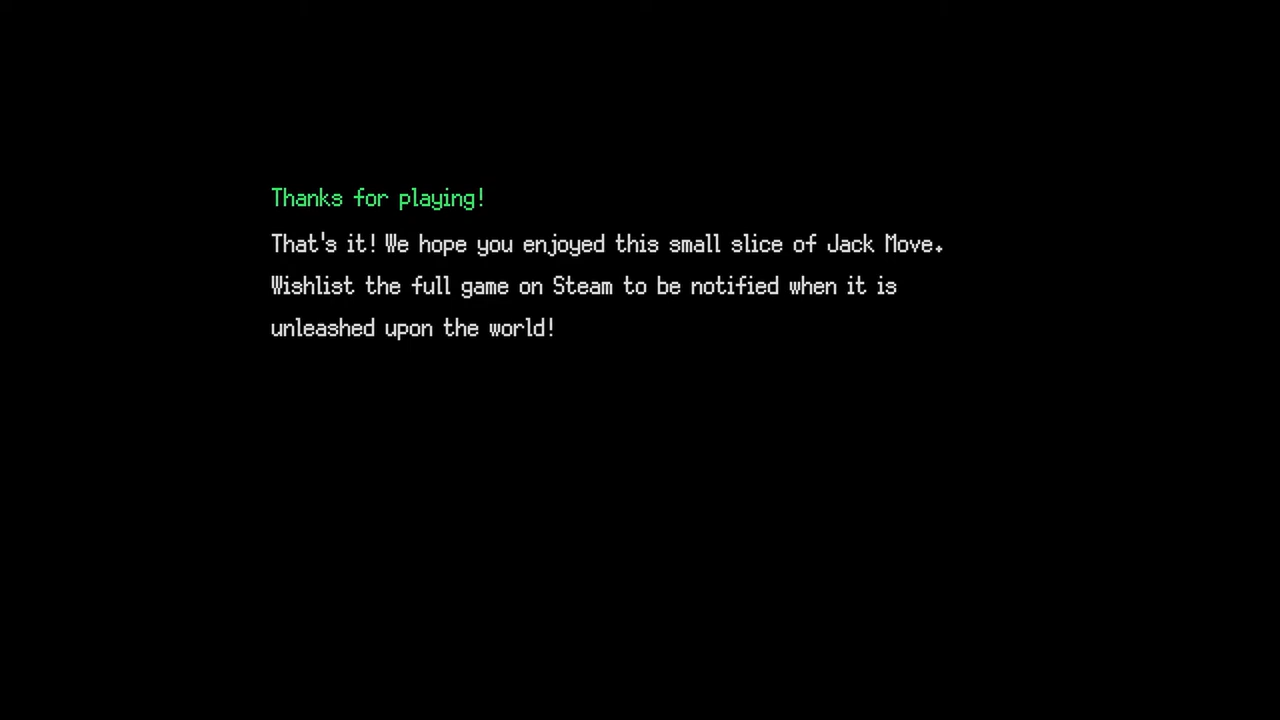 Thanks for playing!
That's it! We hope you enjoyed this small slice of Jack Move.
Wishlist the full game on Steam to be notified when it is
unleashed upon the world!